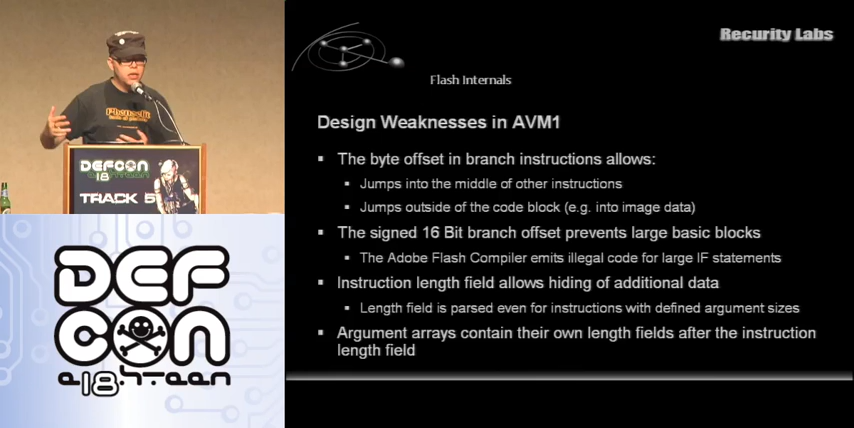 DEFCON
18
TRACK 5
DEF
CON
Recurity Labs
Flash Internals
Design Weaknesses in AVM1
The byte offset in branch instructions allows:
Jumps into the middle of other instructions
Jumps outside of the code block (e.g. into image data)
The signed 16 Bit branch offset prevents large basic blocks
The Adobe Flash Compiler emits illegal code for large IF statements
Instruction length field allows hiding of additional data
Length field is parsed even for instructions with defined argument sizes
Argument arrays contain their own length fields after the instruction
length field